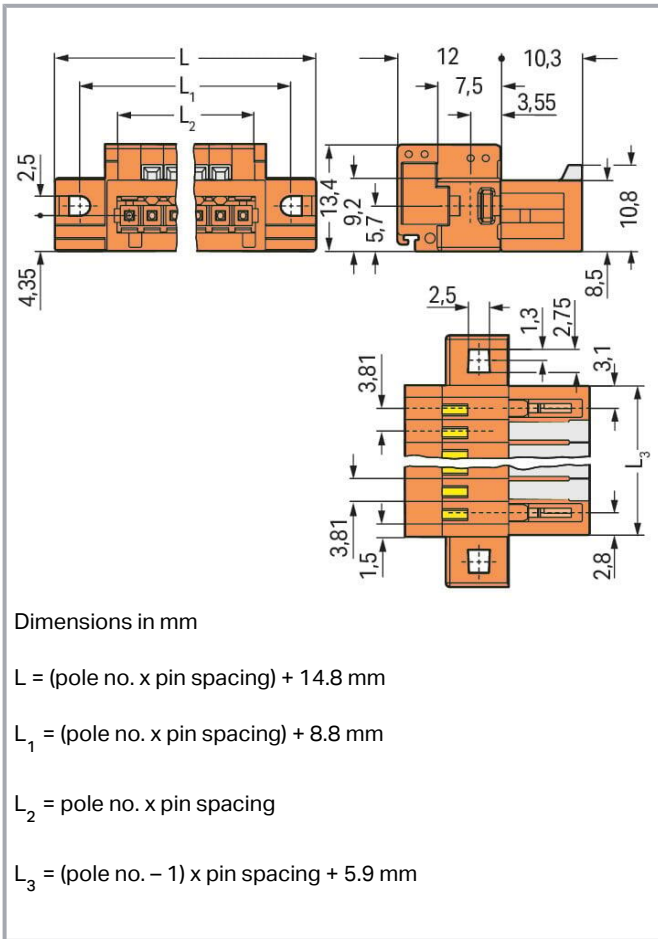 L
12
10,3
L1
7,5
3,55
L2
2,5
13,4
9,2
5,7
10,8
4,35
8,5
2,5
1,3
2,75
3,1
3,81
L3
3,81
1,5
2,8
Dimensions in mm
L = (pole no. x pin spacing) + 14.8 mm
L1 = (pole no. x pin spacing) + 8.8 mm
L2 = pole no. x pin spacing
L3 = (pole no. – 1) x pin spacing + 5.9 mm